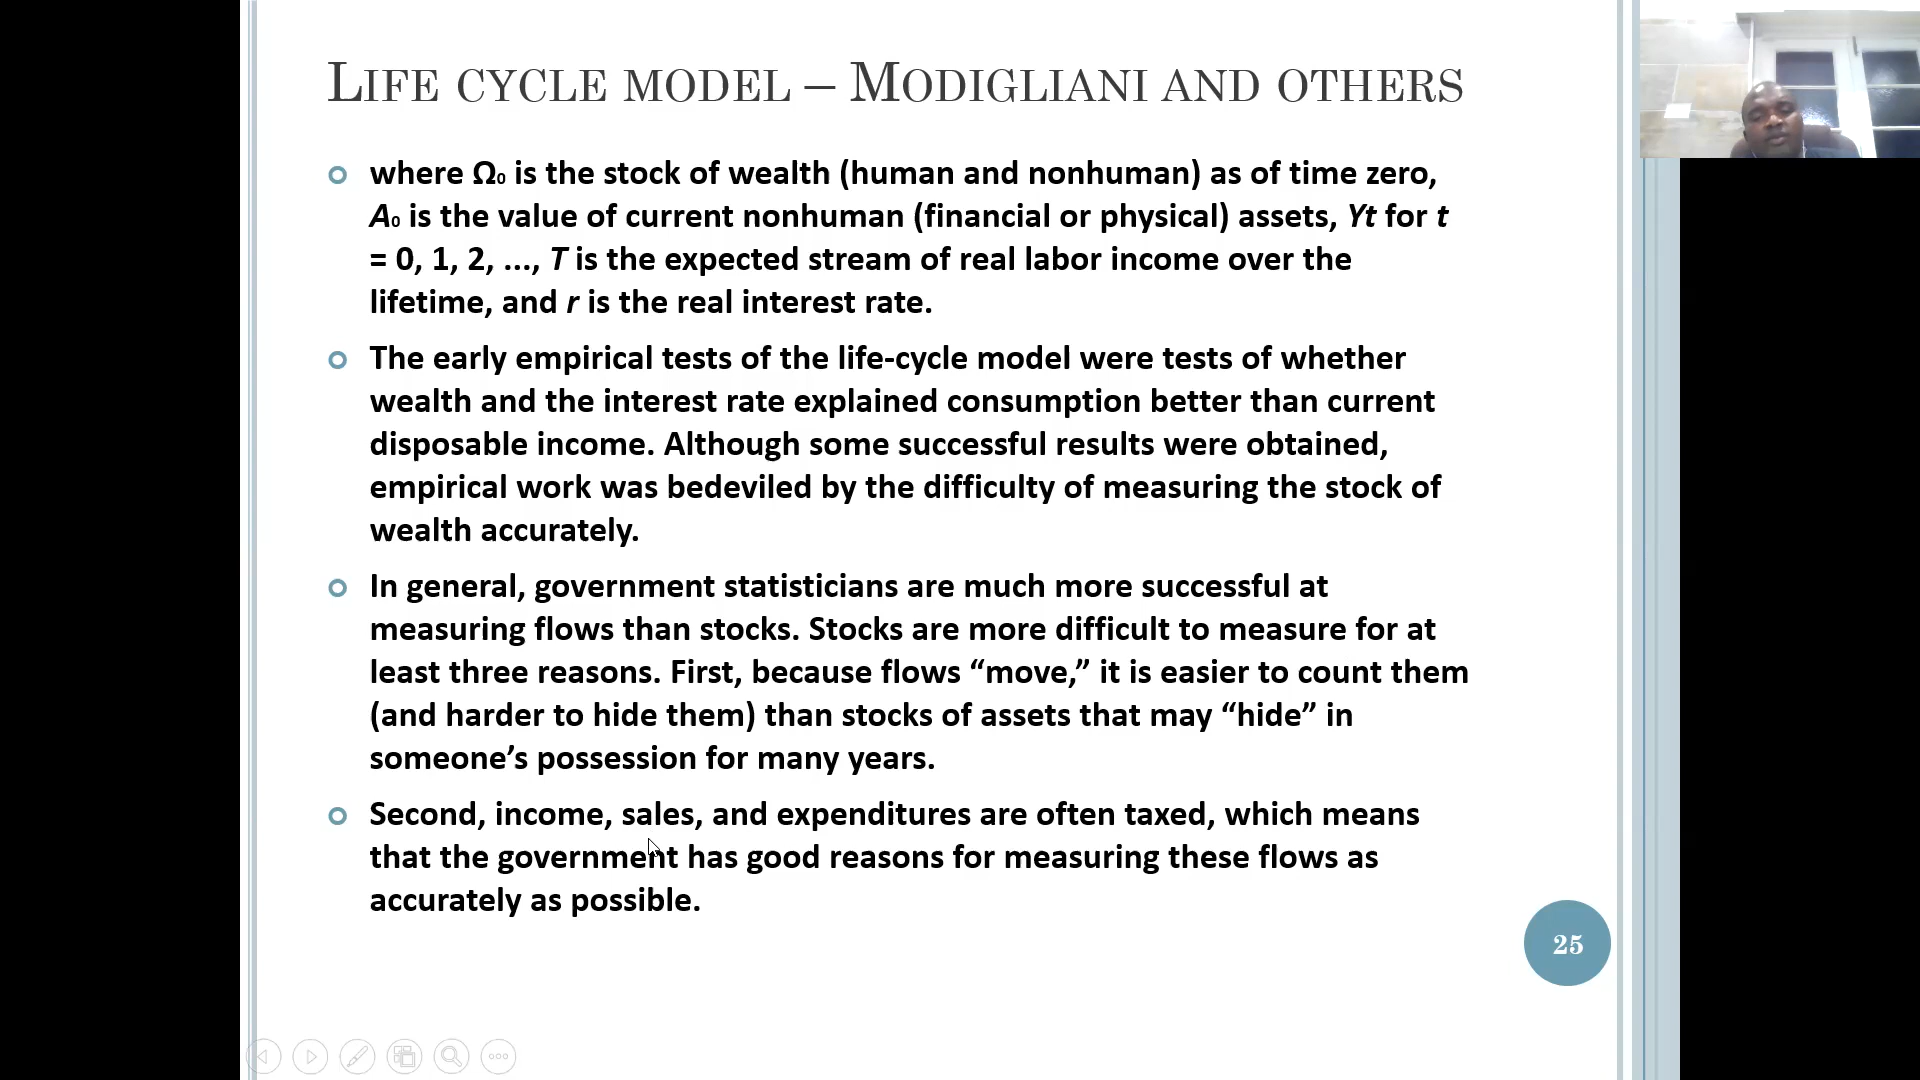 LIFE CYCLE MODEL – MODIGLIANI AND OTHERS
where Ω₀ is the stock of wealth (human and nonhuman) as of time zero,
A₀ is the value of current nonhuman (financial or physical) assets, Yt for t
= 0, 1, 2, ..., T is the expected stream of real labor income over the
lifetime, and r is the real interest rate.
The early empirical tests of the life-cycle model were tests of whether
wealth and the interest rate explained consumption better than current
disposable income. Although some successful results were obtained,
empirical work was bedeviled by the difficulty of measuring the stock of
wealth accurately.
In general, government statisticians are much more successful at
measuring flows than stocks. Stocks are more difficult to measure for at
least three reasons. First, because flows “move,” it is easier to count them
(and harder to hide them) than stocks of assets that may “hide” in
someone’s possession for many years.
Second, income, sales, and expenditures are often taxed, which means
that the government has good reasons for measuring these flows as
accurately as possible.
25